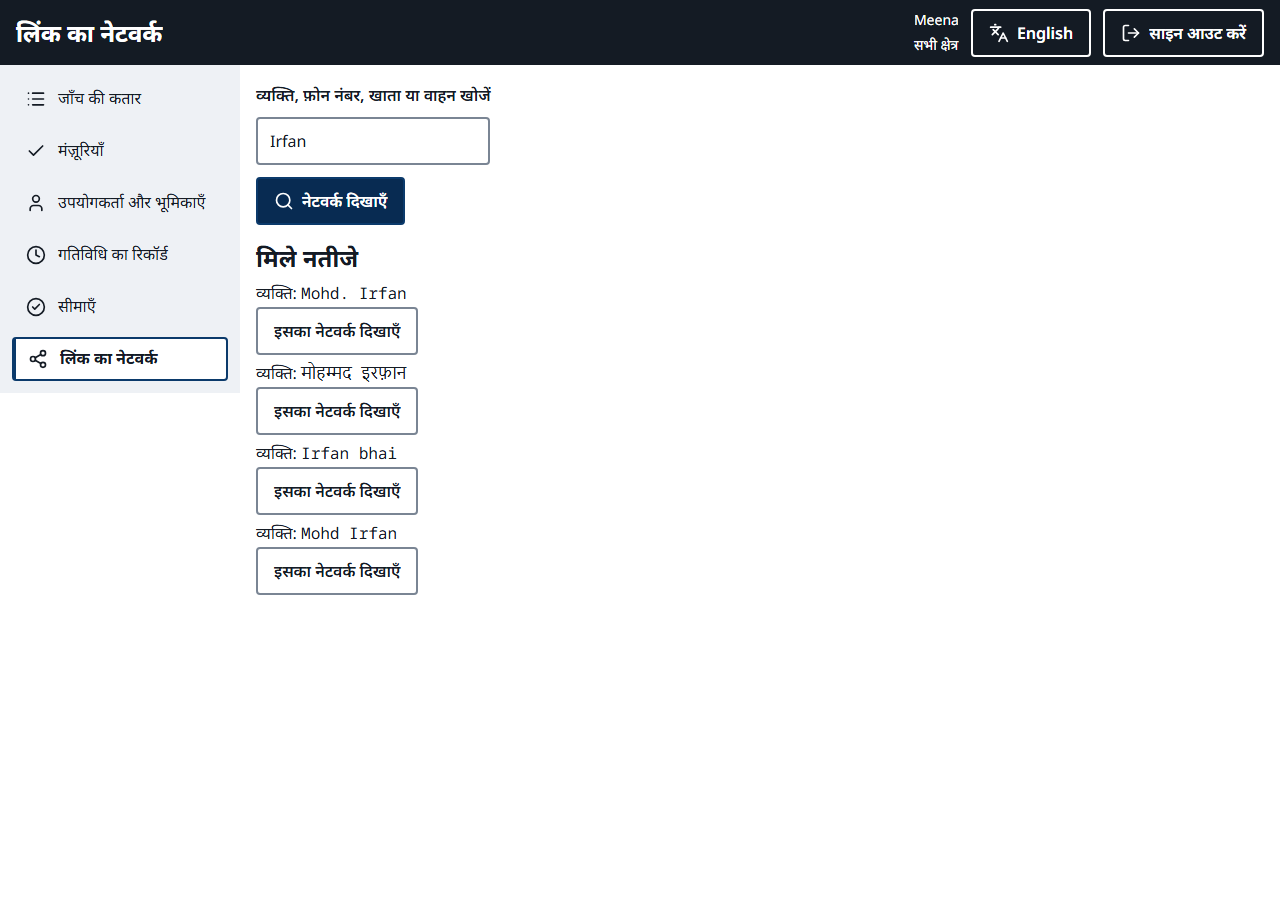 लिंक का नेटवर्क
Meena
सभी क्षेत्र
English
साइन आउट करें
जाँच की कतार
मंज़ूरियाँ
उपयोगकर्ता और भूमिकाएँ
गतिविधि का रिकॉर्ड
सीमाएँ
लिंक का नेटवर्क
व्यक्ति, फ़ोन नंबर, खाता या वाहन खोजें
Irfan
नेटवर्क दिखाएँ
मिले नतीजे
व्यक्ति: Mohd. Irfan
इसका नेटवर्क दिखाएँ
व्यक्ति: मोहम्मद इरफ़ान
इसका नेटवर्क दिखाएँ
व्यक्ति: Irfan bhai
इसका नेटवर्क दिखाएँ
व्यक्ति: Mohd Irfan
इसका नेटवर्क दिखाएँ